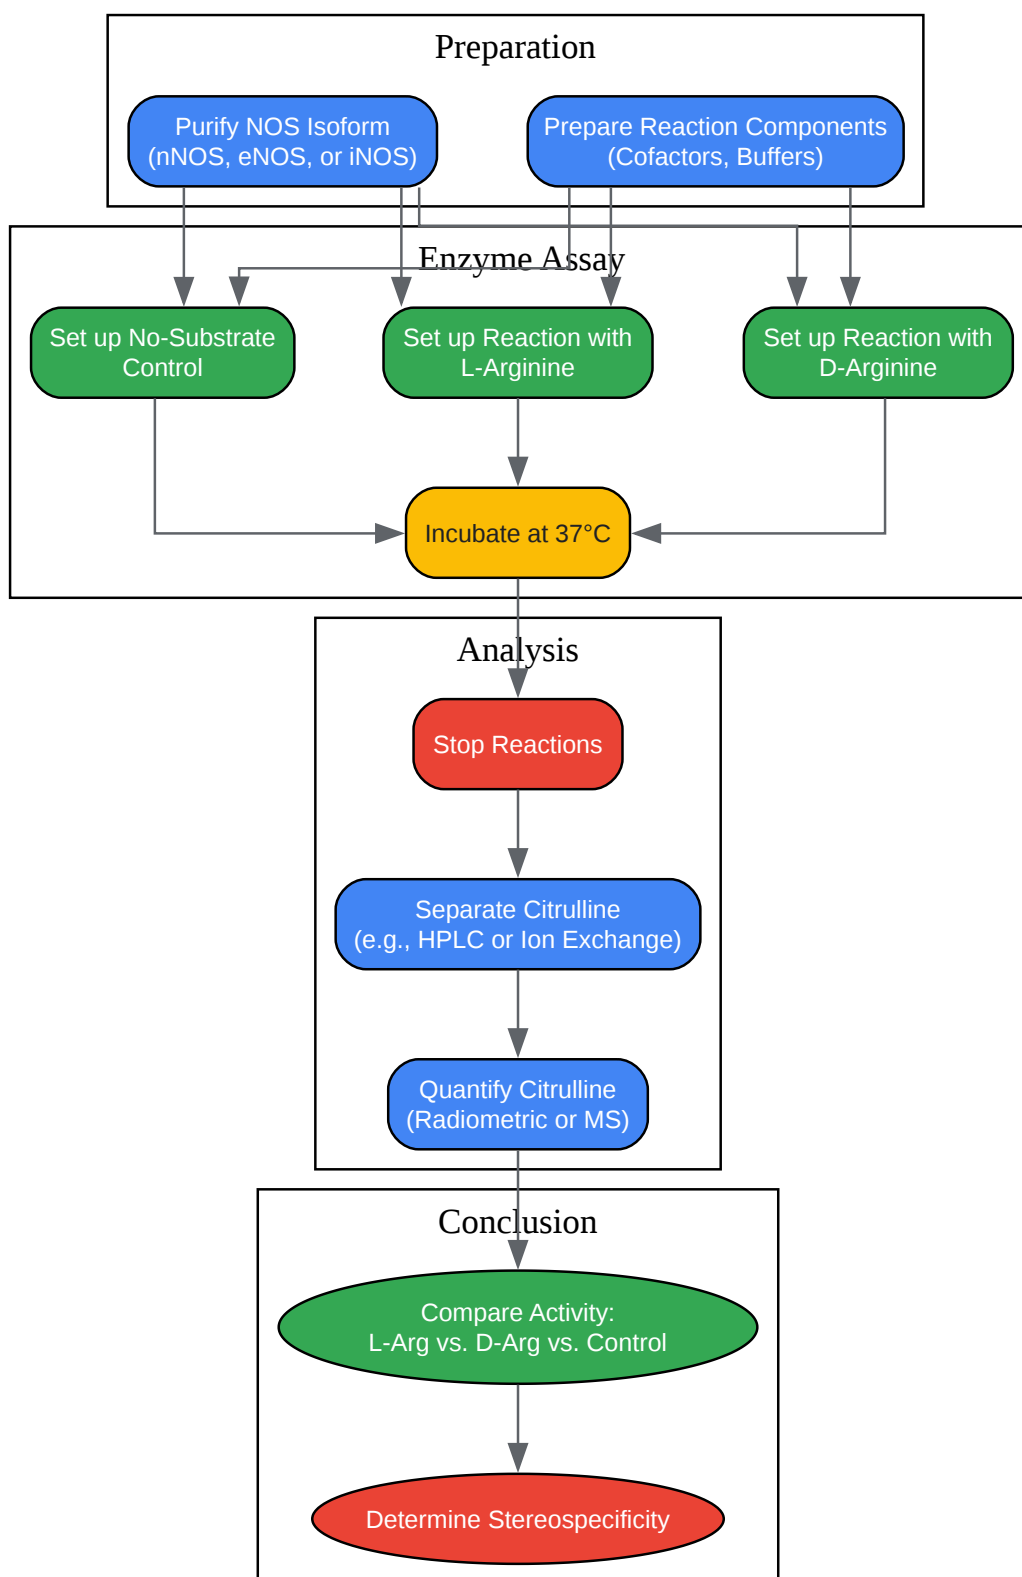 Preparation
Purify NOS Isoform
(nNOS, eNOS, or iNOS)
Prepare Reaction Components
(Cofactors, Buffers)
Enzyme Assay
Set up No-Substrate
Control
Set up Reaction with
L-Arginine
Set up Reaction with
D-Arginine
Incubate at 37°C
Analysis
Stop Reactions
Separate Citrulline
(e.g., HPLC or Ion Exchange)
Quantify Citrulline
(Radiometric or MS)
Conclusion
Compare Activity:
L-Arg vs. D-Arg vs. Control
Determine Stereospecificity